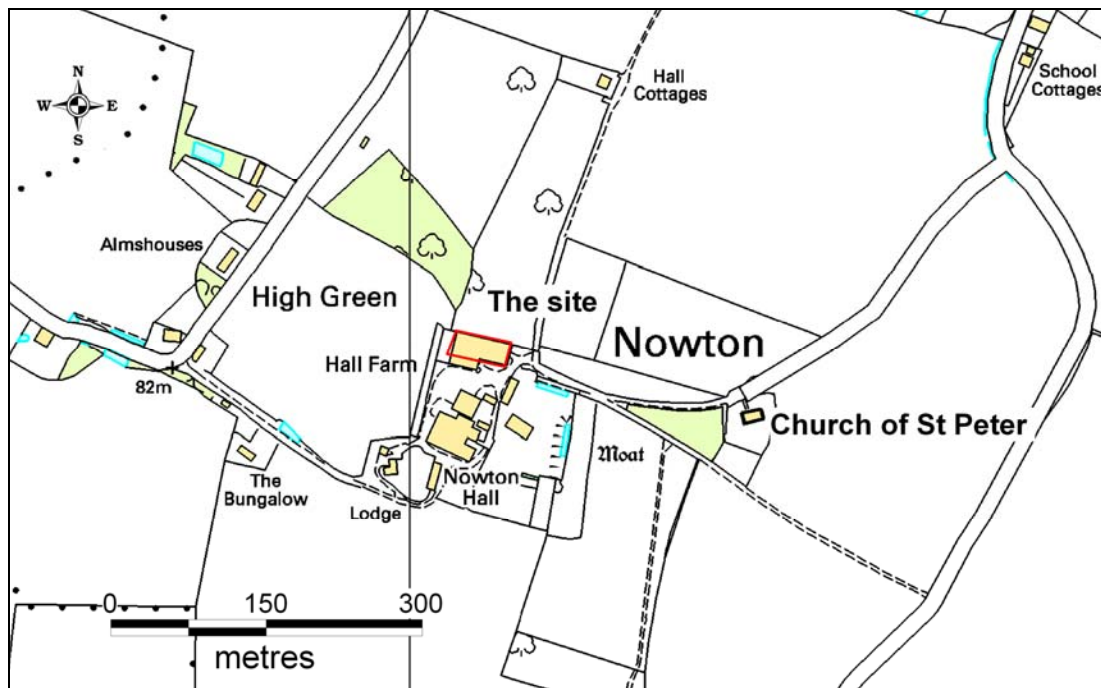 N
W E
S
Hall
Cottages
School
Cottages
Almshouses
High Green
The site
Nowton
Hall Farm
82m
Church of St Peter
Moat
The
Bungalow
Nowton
Hall
Lodge
0 150 300
metres